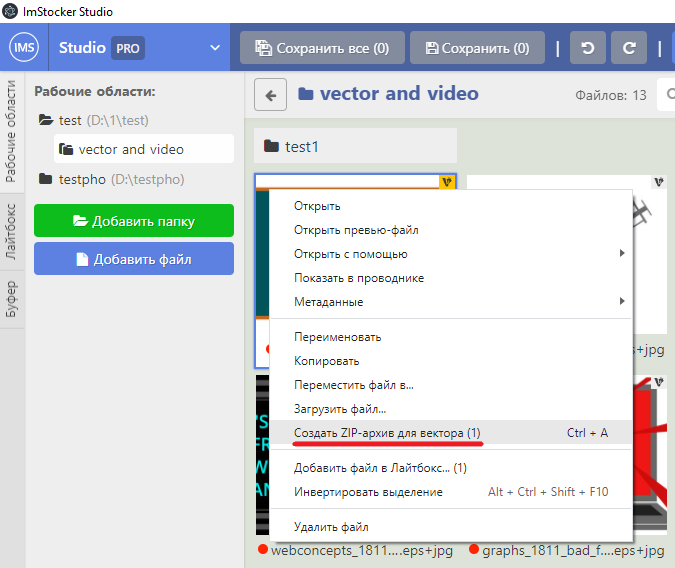 ImStocker Studio
IMS Studio PRO
Сохранить все (0)
Сохранить (0)
Рабочие области
Лайтбокс
Буфер
Рабочие области:
test (D:\1\test)
vector and video
testpho (D:\testpho)
Добавить папку
Добавить файл
vector and video
Файлов: 13
test1
Открыть
Открыть превью-файл
Открыть с помощью
Показать в проводнике
Метаданные
Переименовать
Копировать
Переместить файл в...
Загрузить файл...
Создать ZIP-архив для вектора (1) Ctrl + A
Добавить файл в Лайтбокс... (1)
Инвертировать выделение Alt + Ctrl + Shift + F10
Удалить файл
s+jpg
webconcepts_1811....eps+jpg
graphs_1811_bad_f....eps+jpg